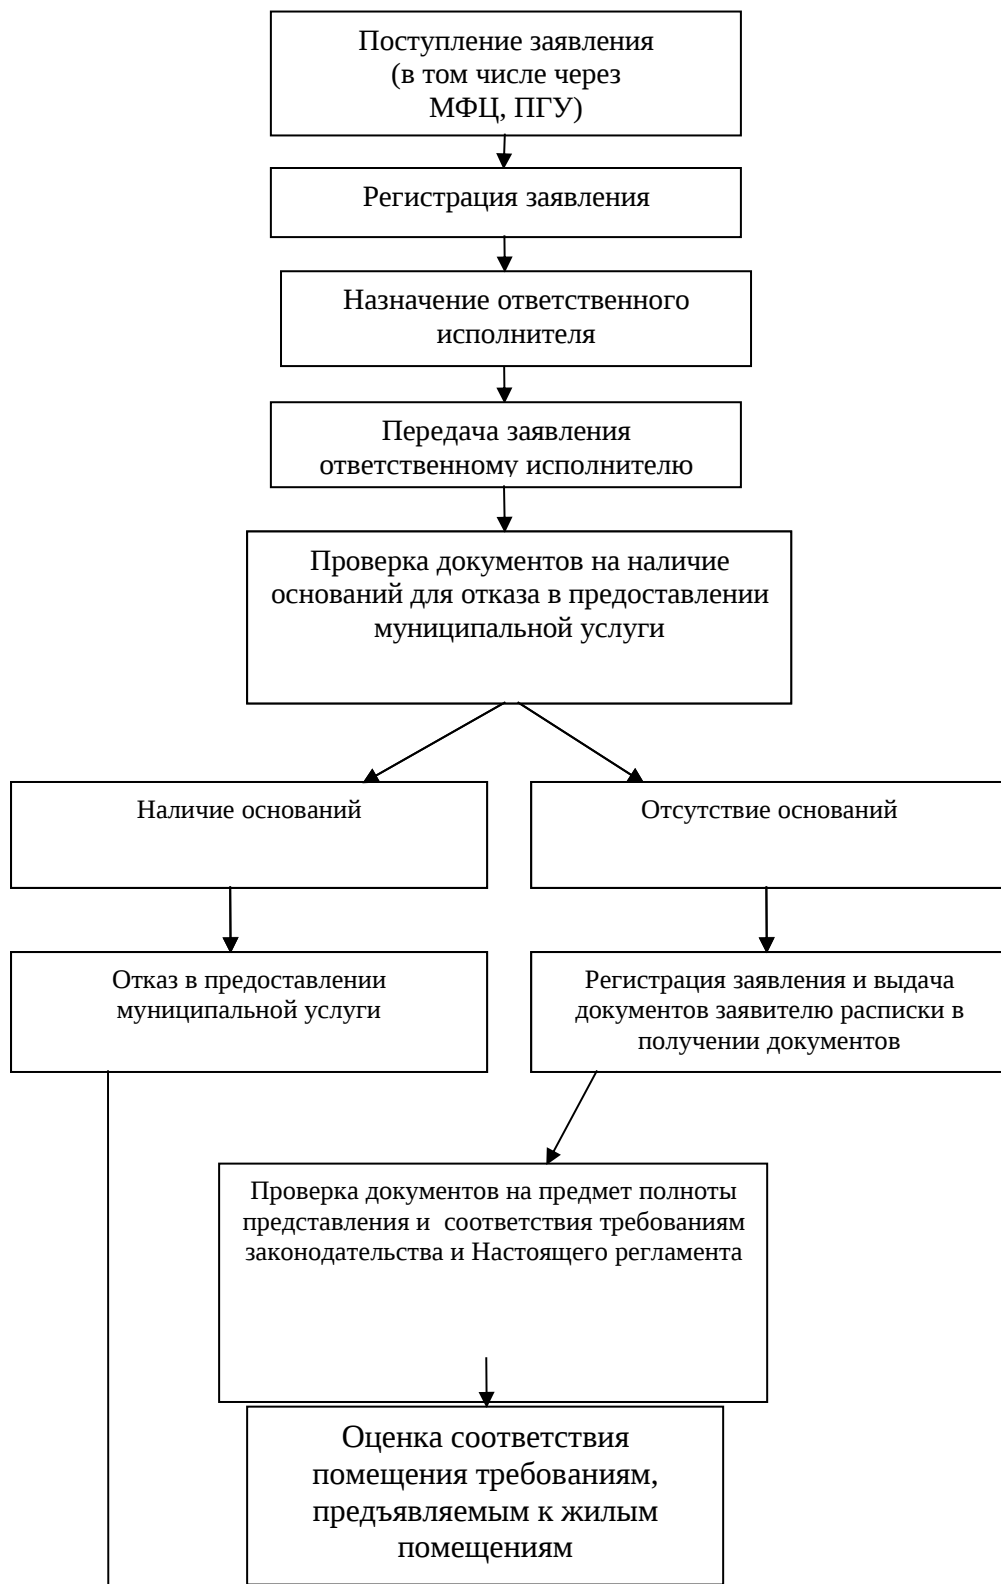 Поступление заявления
(в том числе через
МФЦ, ПГУ)
Регистрация заявления
Назначение ответственного
исполнителя
Передача заявления
ответственному исполнителю
Проверка документов на наличие
оснований для отказа в предоставлении
муниципальной услуги
Наличие оснований
Отсутствие оснований
Отказ в предоставлении
муниципальной услуги
Регистрация заявления и выдача
документов заявителю расписки в
получении документов
Проверка документов на предмет полноты
представления и  соответствия требованиям
законодательства и Настоящего регламента
Оценка соответствия
помещения требованиям,
предъявляемым к жилым
помещениям